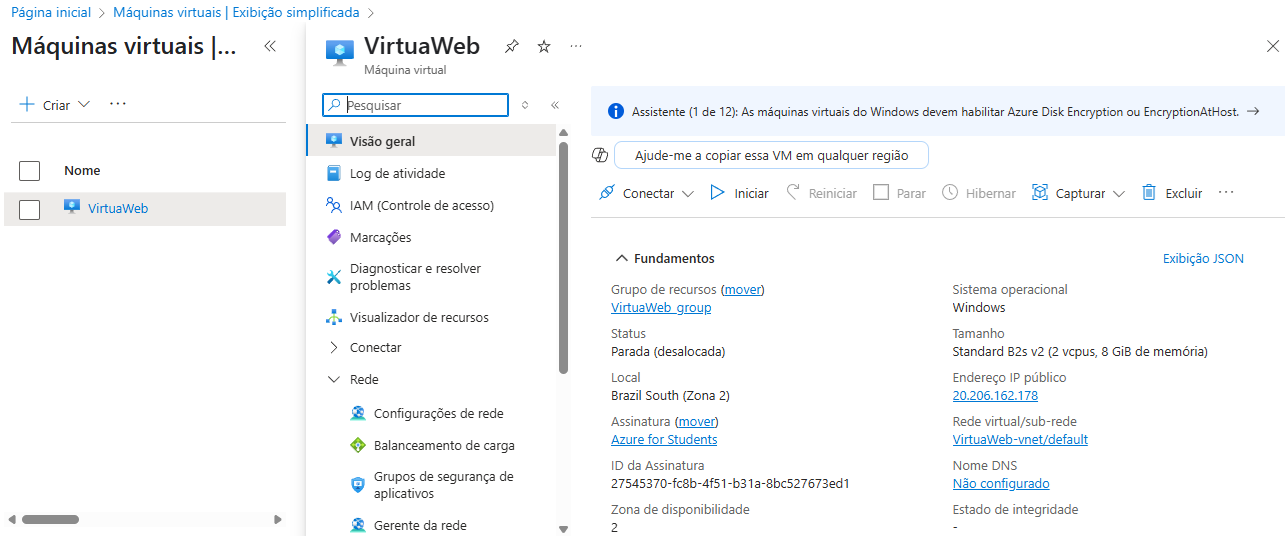 Página inicial > Máquinas virtuais | Exibição simplificada >
Máquinas virtuais |...
Criar
Nome
VirtuaWeb
VirtuaWeb
Máquina virtual
Pesquisar
Visão geral
Log de atividade
IAM (Controle de acesso)
Marcações
Diagnosticar e resolver
problemas
Visualizador de recursos
Conectar
Rede
Configurações de rede
Balanceamento de carga
Grupos de segurança de
aplicativos
Gerente da rede
Assistente (1 de 12): As máquinas virtuais do Windows devem habilitar Azure Disk Encryption ou EncryptionAtHost.
Ajude-me a copiar essa VM em qualquer região
Conectar Iniciar Reiniciar Parar Hibernar Capturar Excluir
Fundamentos Exibição JSON
Grupo de recursos (mover)
VirtuaWeb_group
Status
Parada (desalocada)
Local
Brazil South (Zona 2)
Assinatura (mover)
Azure for Students
ID da Assinatura
27545370-fc8b-4f51-b31a-8bc527673ed1
Zona de disponibilidade
2
Sistema operacional
Windows
Tamanho
Standard B2s v2 (2 vcpus, 8 GiB de memória)
Endereço IP público
20.206.162.178
Rede virtual/sub-rede
VirtuaWeb-vnet/default
Nome DNS
Não configurado
Estado de integridade
-